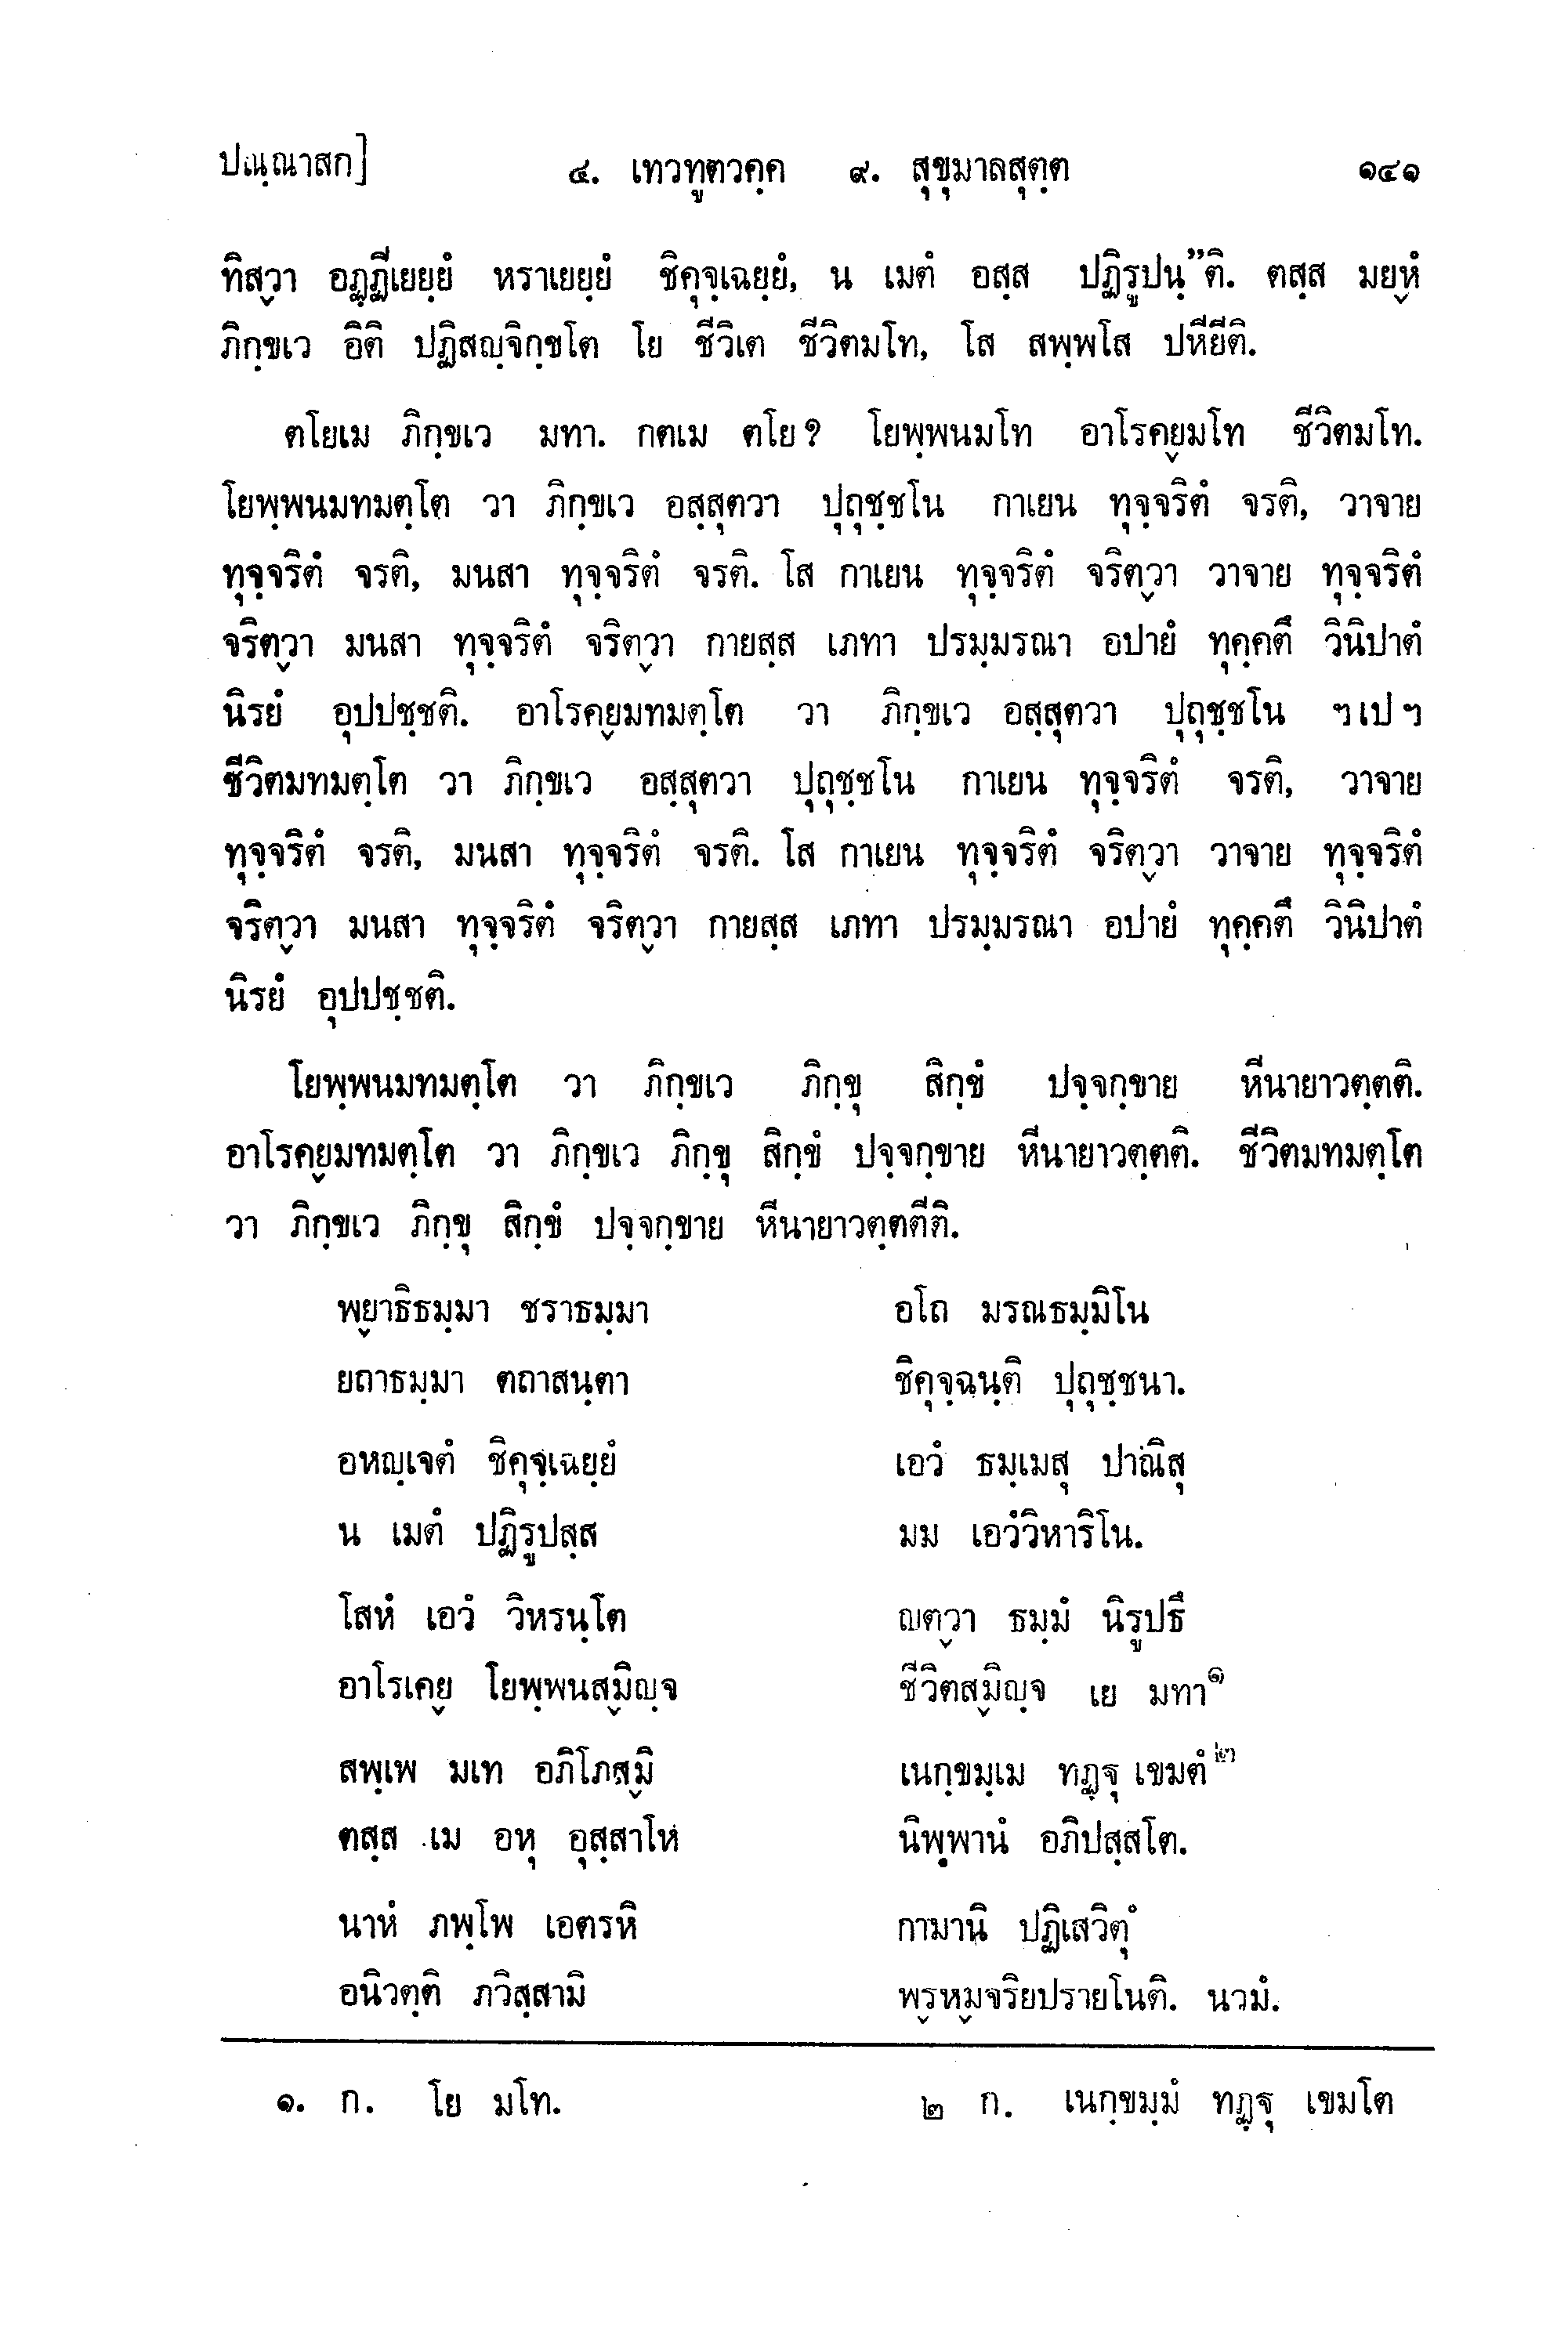 ปณฺณาสก] ๔. เทวทูตวคฺค ๙. สุขุมาลสุตฺต ๑๔๑
ทิสฺวา อฏฺฏีเยยฺยํ หราเยยฺยํ ชิคุจฺเฉยฺยํ, น เมตํ อสฺส ปฏิรูปนฺ”ติ. ตสฺส มยฺหํ
ภิกฺขเว อิติ ปฏิสญฺจิกฺขโต โย ชีวิเต ชีวิตมโท, โส สพฺพโส ปหียีติ.
ตโยเม ภิกฺขเว มทา. กตเม ตโย? โยพฺพนมโท อาโรคฺยมโท ชีวิตมโท.
โยพฺพนมทมตฺโต วา ภิกฺขเว อสฺสุตวา ปุถุชฺชโน กาเยน ทุจฺจริตํ จรติ, วาจาย
ทุจฺจริตํ จรติ, มนสา ทุจฺจริตํ จรติ. โส กาเยน ทุจฺจริตํ จริตฺวา วาจาย ทุจฺจริตํ
จริตฺวา มนสา ทุจฺจริตํ จริตฺวา กายสฺส เภทา ปรมฺมรณา อปายํ ทุคฺคตึ วินิปาตํ
นิรยํ อุปปชฺชติ. อาโรคฺยมทมตฺโต วา ภิกฺขเว อสฺสุตวา ปุถุชฺชโน ฯ เป ฯ
ชีวิตมทมตฺโต วา ภิกฺขเว อสฺสุตวา ปุถุชฺชโน กาเยน ทุจฺจริตํ จรติ, วาจาย
ทุจฺจริตํ จรติ, มนสา ทุจฺจริตํ จรติ. โส กาเยน ทุจฺจริตํ จริตฺวา วาจาย ทุจฺจริตํ
จริตฺวา มนสา ทุจฺจริตํ จริตฺวา กายสฺส เภทา ปรมฺมรณา อปายํ ทุคฺคตึ วินิปาตํ
นิรยํ อุปปชฺชติ.
โยพฺพนมทมตฺโต วา ภิกฺขเว ภิกฺขุ สิกฺขํ ปจฺจกฺขาย หีนายาวตฺตติ.
อาโรคฺยมทมตฺโต วา ภิกฺขเว ภิกฺขุ สิกฺขํ ปจฺจกฺขาย หีนายาวตฺตติ. ชีวิตมทมตฺโต
วา ภิกฺขเว ภิกฺขุ สิกฺขํ ปจฺจกฺขาย หีนายาวตฺตตีติ.
พฺยาธิธมฺมา ชราธมฺมา อโถ มรณธมฺมิโน
ยถาธมฺมา ตถาสนฺตา ชิคุจฺฉนฺติ ปุถุชฺชนา.
อหญฺเจตํ ชิคุจฺเฉยฺยํ เอวํ ธมฺเมสุ ปาณิสุ
น เมตํ ปฏิรูปสฺส มม เอวํวิหาริโน.
โสหํ เอวํ วิหรนฺโต ญตฺวา ธมฺมํ นิรูปธึ
อาโรเคฺย โยพฺพนสฺมิญฺจ ชีวิตสฺมิญฺจ เย มทา๑
สพฺเพ มเท อภิโภสฺมิ เนกฺขมฺเม ทฏฺฐุ เขมตํ๒
ตสฺส เม อหุ อุสฺสาโห นิพฺพานํ อภิปสฺสโต.
นาหํ ภพฺโพ เอตรหิ กามานิ ปฏิเสวิตุํ
อนิวตฺติ ภวิสฺสามิ พฺรหฺมจริยปรายโนติ. นวมํ.
๑. ก. โย มโท. ๒ ก. เนกฺขมฺมํ ทฏฺฐุ เขมโต